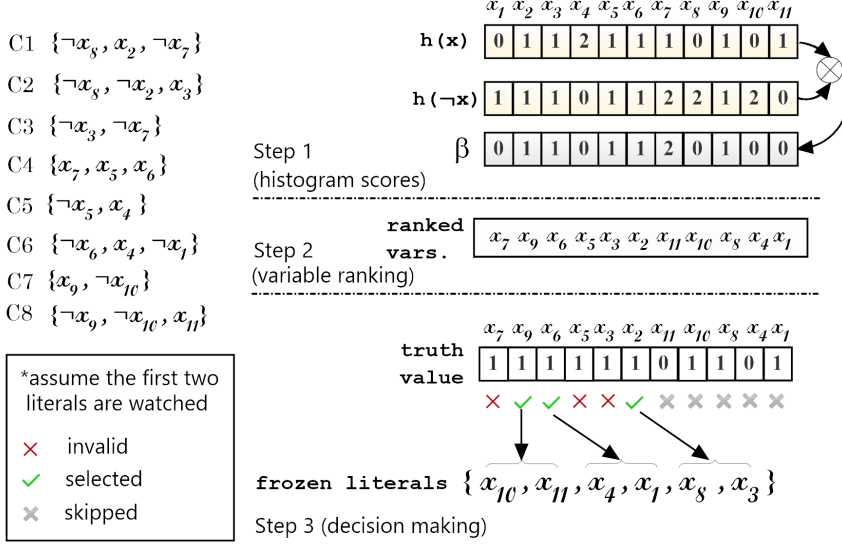 C1 {¬x₈, x₂, ¬x₇}
C2 {¬x₈, ¬x₂, x₃}
C3 {¬x₃, ¬x₇}
C4 {x₇, x₅, x₆}
C5 {¬x₅, x₄ }
C6 {¬x₆, x₄, ¬x₁}
C7 {x₉, ¬x₁₀}
C8 {¬x₉, ¬x₁₀, x₁₁}
*assume the first two
literals are watched
invalid
selected
skipped
x₁ x₂ x₃ x₄ x₅ x₆ x₇ x₈ x₉ x₁₀ x₁₁
h(x) 0 1 1 2 1 1 1 0 1 0 1
h(¬x) 1 1 1 0 1 1 2 2 1 2 0
β 0 1 1 0 1 1 2 0 1 0 0
Step 1
(histogram scores)
ranked
vars.
x₇ x₉ x₆ x₅ x₃ x₂ x₁₁ x₁₀ x₈ x₄ x₁
Step 2
(variable ranking)
x₇ x₉ x₆ x₅ x₃ x₂ x₁₁ x₁₀ x₈ x₄ x₁
truth
value
1 1 1 1 1 1 0 1 1 0 1
frozen literals { x₁₀, x₁₁, x₄, x₁, x₈ , x₃ }
Step 3 (decision making)